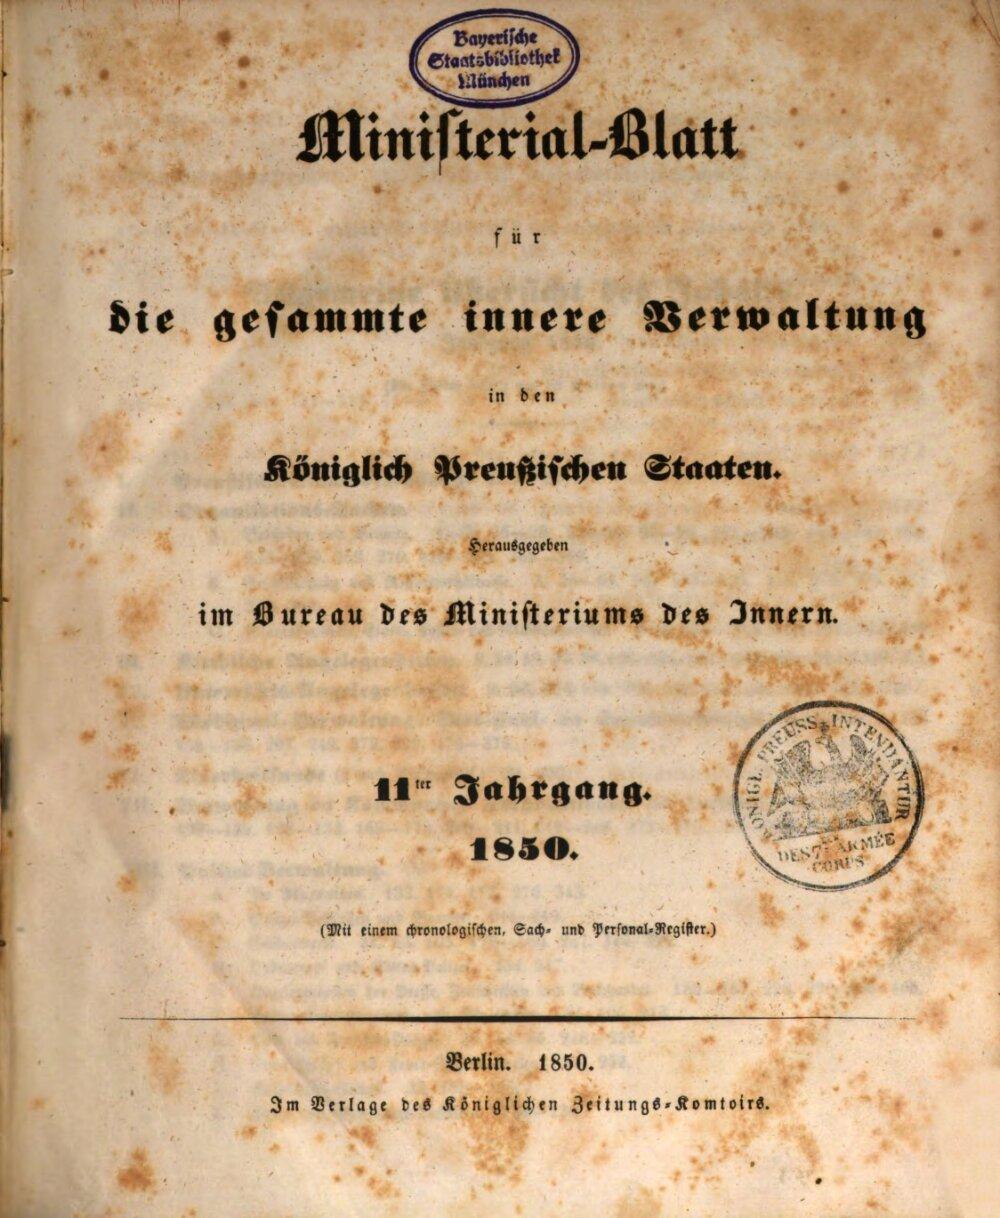 Bayerische
Staatsbibliothek
München
Ministerial-Blatt
für
die gesammte innere Verwaltung
in den
Königlich Preußischen Staaten.
Herausgegeben
im Bureau des Ministeriums des Innern.
11ter Jahrgang.
1850.
KÖNIGL. PREUSS. INTENDANTUR
DES 7ten ARMÉE
CORPS
(Mit einem chronologischen, Sach- und Personal-Register.)
Berlin. 1850.
Im Verlage des Königlichen Zeitungs-Komtoirs.